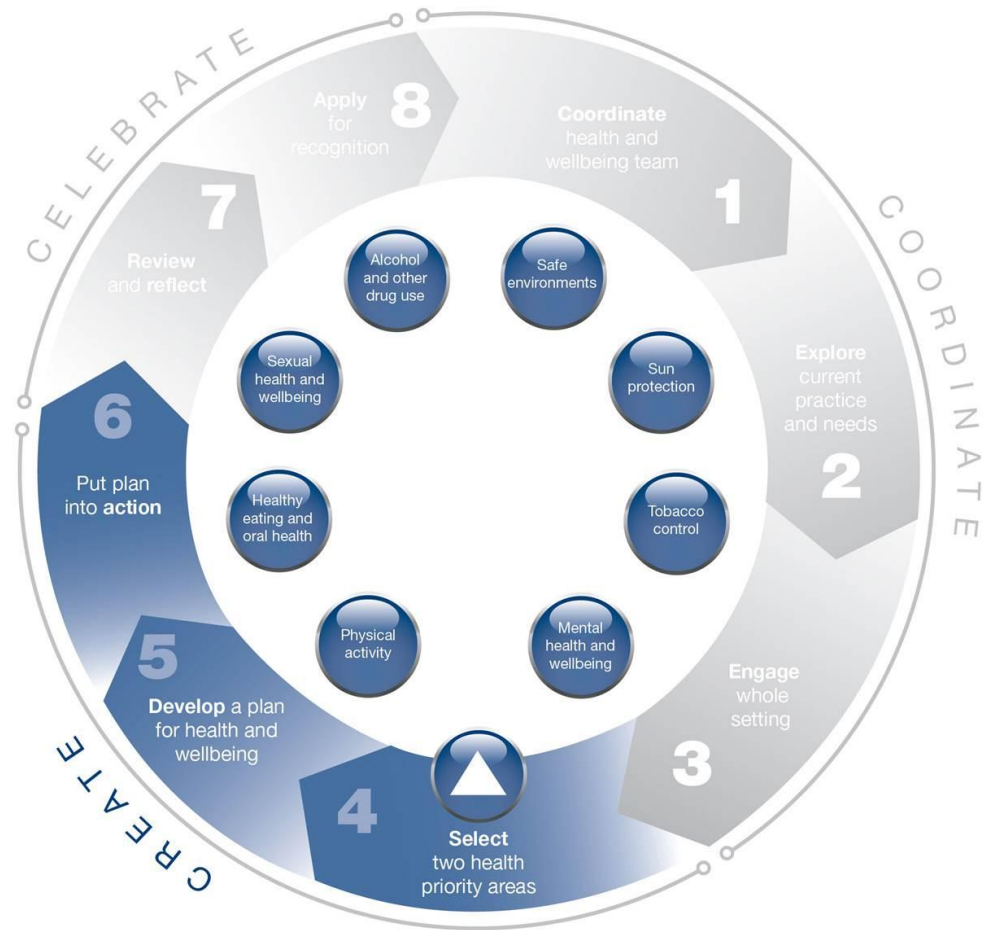 CELEBRATE
COORDINATE
CREATE
Coordinate
health and
wellbeing team
1
Explore
current
practice
and needs
2
Engage
whole
setting
3
4
Select
two health
priority areas
5
Develop a plan
for health and
wellbeing
6
Put plan
into action
7
Review
and reflect
Apply
for
recognition
8
Alcohol
and other
drug use
Safe
environments
Sexual
health and
wellbeing
Sun
protection
Healthy
eating and
oral health
Tobacco
control
Physical
activity
Mental
health and
wellbeing